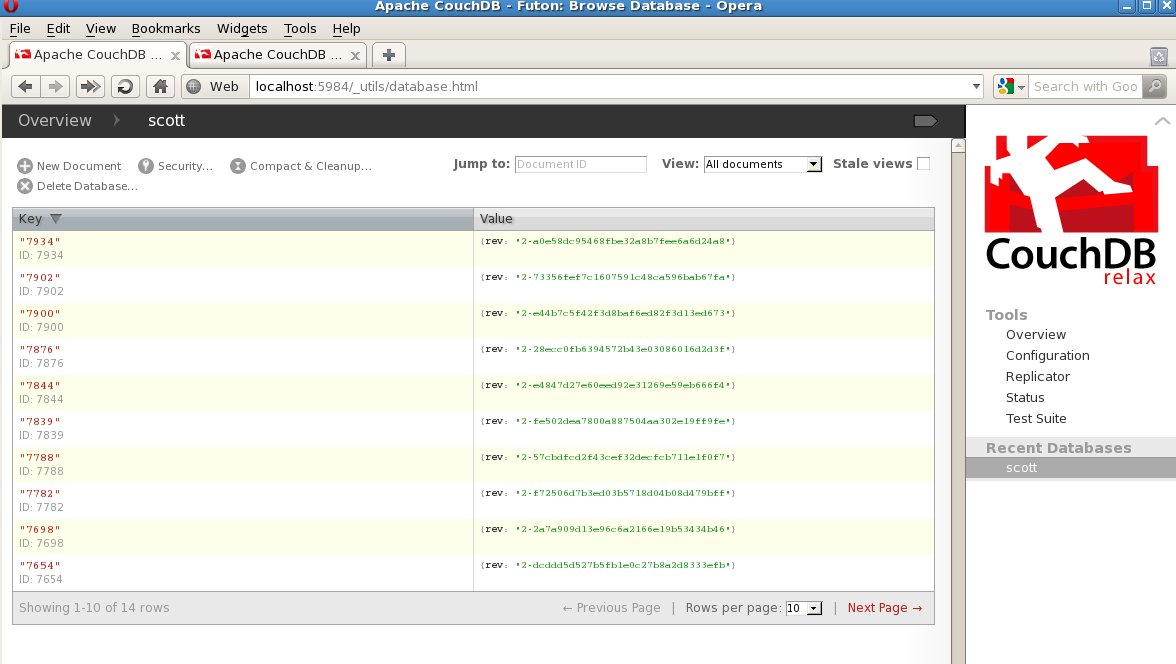 Apache CouchDB - Futon: Browse Database - Opera
File Edit View Bookmarks Widgets Tools Help
Apache CouchDB ... Apache CouchDB ...
Web localhost:5984/_utils/database.html Search with Goo
Overview scott
New Document Security... Compact & Cleanup... Jump to: Document ID View: All documents Stale views
Delete Database...
Key Value
"7934" {rev: "2-a0e58dc95468fbe32a8b7fee6a6d24a8"}
ID: 7934
"7902" {rev: "2-73356fef7c1607591c48ca596bab67fa"}
ID: 7902
"7900" {rev: "2-e44b7c5f42f3d8baf6ed82f3d13ed673"}
ID: 7900
"7876" {rev: "2-28ecc0fb6394572b43e03086016d2d3f"}
ID: 7876
"7844" {rev: "2-e4847d27e60eed92e31269e59eb666f4"}
ID: 7844
"7839" {rev: "2-fe502dea7800a887504aa302e19ff9fe"}
ID: 7839
"7788" {rev: "2-57cbdfcd2f43cef32decfcb711e1f0f7"}
ID: 7788
"7782" {rev: "2-f72506d7b3ed03b5718d04b08d479bff"}
ID: 7782
"7698" {rev: "2-2a7a909d13e96c6a2166e19b53434b46"}
ID: 7698
"7654" {rev: "2-dcddd5d527b5fb1e0c27b8a2d8333efb"}
ID: 7654
Showing 1-10 of 14 rows ← Previous Page | Rows per page: 10 | Next Page →
CouchDB
relax
Tools
Overview
Configuration
Replicator
Status
Test Suite
Recent Databases
scott